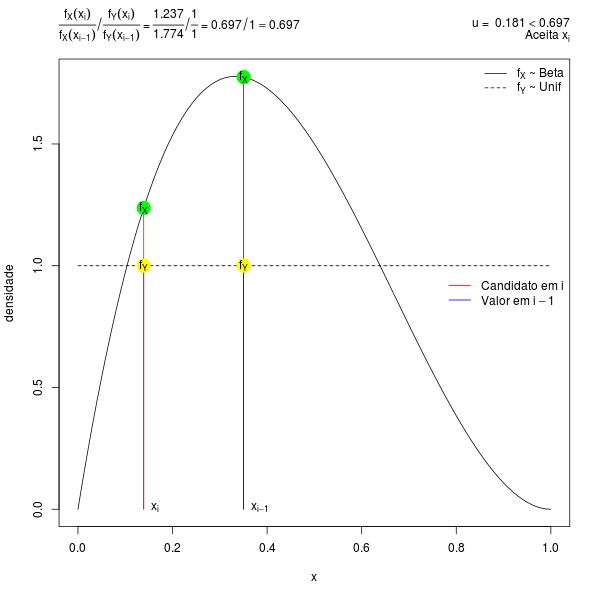 fX(xi)/fX(xi−1) / fY(xi)/fY(xi−1) = 1.237/1.774 / 1/1 = 0.697/1 = 0.697
u = 0.181 < 0.697
Aceita xi
fX ~ Beta
fY ~ Unif
fX
fX
fY
fY
Candidato em i
Valor em i − 1
xi
xi−1
densidade
0.0
0.5
1.0
1.5
0.0 0.2 0.4 0.6 0.8 1.0
x